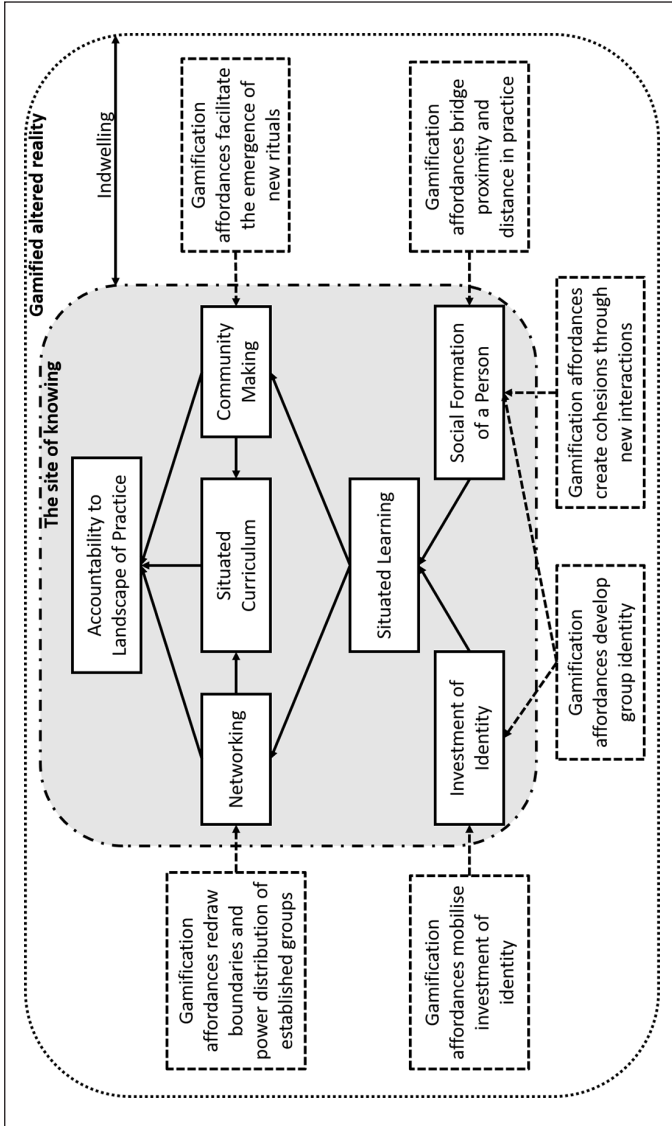 Gamified altered reality
Indwelling
The site of knowing
Accountability to
Landscape of Practice
Gamification
affordances redraw
boundaries and
power distribution of
established groups
Networking
Situated
Curriculum
Community
Making
Gamification
affordances facilitate
the emergence of
new rituals
Situated Learning
Gamification
affordances mobilise
investment of
identity
Investment of
Identity
Social Formation
of a Person
Gamification
affordances bridge
proximity and
distance in practice
Gamification
affordances develop
group identity
Gamification affordances
create cohesions through
new interactions